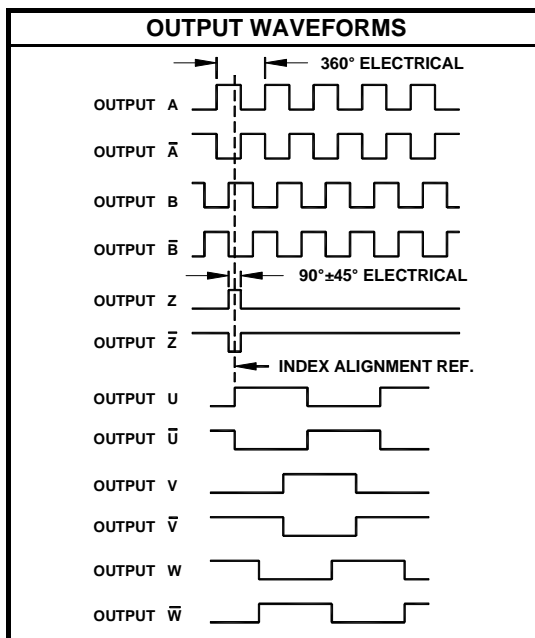 OUTPUT WAVEFORMS
360° ELECTRICAL
OUTPUT A
OUTPUT A̅
OUTPUT B
OUTPUT B̅
90°±45° ELECTRICAL
OUTPUT Z
OUTPUT Z̅
INDEX ALIGNMENT REF.
OUTPUT U
OUTPUT U̅
OUTPUT V
OUTPUT V̅
OUTPUT W
OUTPUT W̅